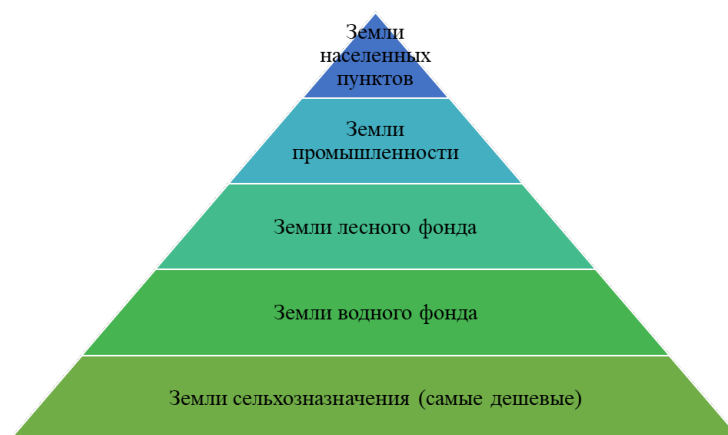 Земли
населенных
пунктов
Земли
промышленности
Земли лесного фонда
Земли водного фонда
Земли сельхозназначения (самые дешевые)